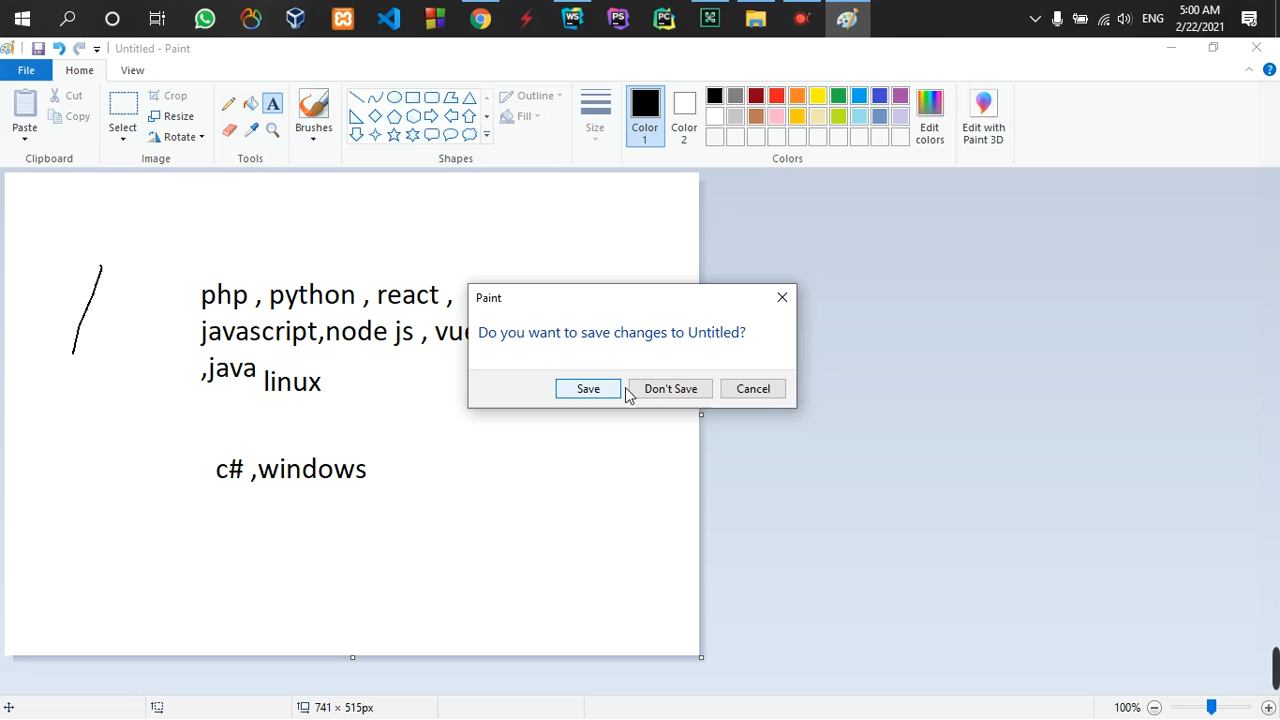 ENG
5:00 AM
2/22/2021
Untitled - Paint
File
Home
View
Paste
Cut
Copy
Clipboard
Select
Crop
Resize
Rotate
Image
A
Tools
Brushes
Outline
Fill
Shapes
Size
Color 1
Color 2
Edit colors
Colors
Edit with Paint 3D
php , python , react ,
javascript,node js , vue
,java
linux
c# ,windows
Paint
Do you want to save changes to Untitled?
Save
Don't Save
Cancel
741 × 515px
100%